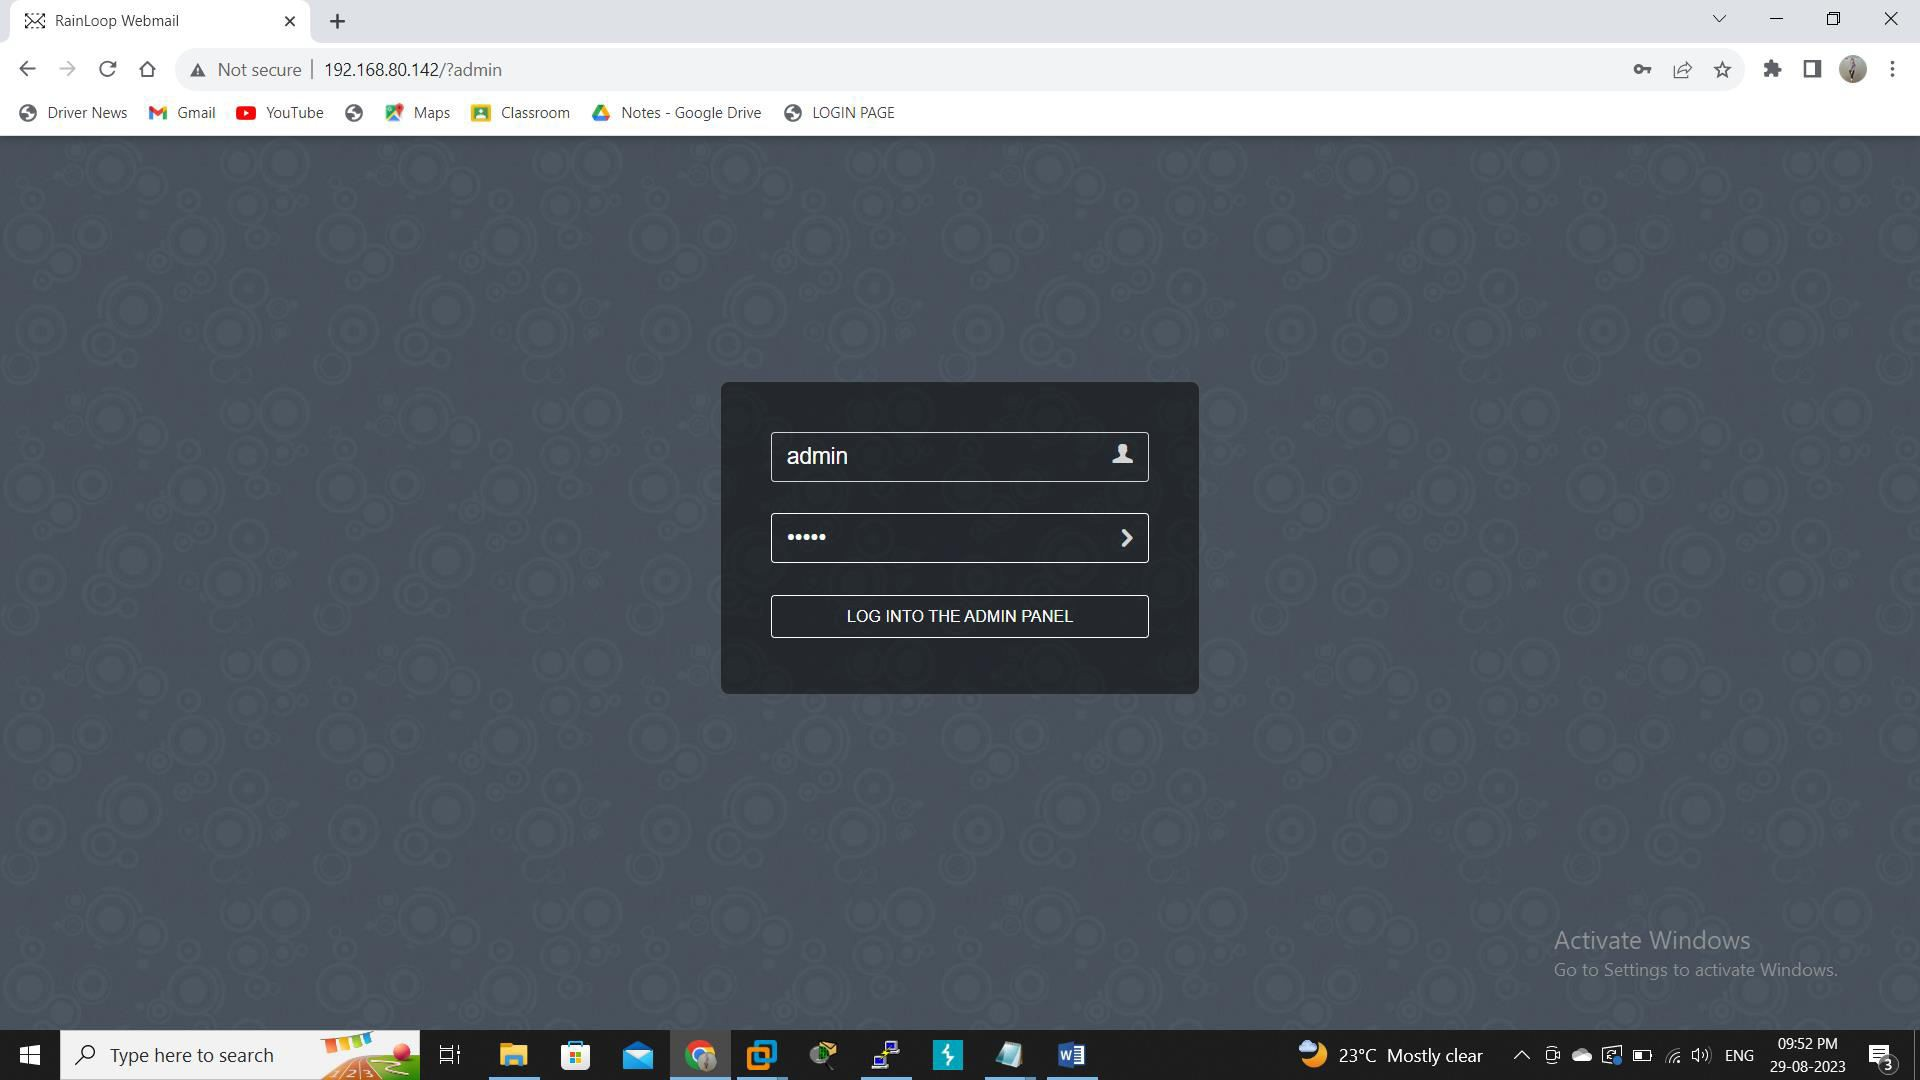 RainLoop Webmail
Not secure | 192.168.80.142/?admin
Driver News Gmail YouTube Maps Classroom Notes - Google Drive LOGIN PAGE
admin
•••••
LOG INTO THE ADMIN PANEL
Activate Windows
Go to Settings to activate Windows.
Type here to search
23°C Mostly clear
ENG
09:52 PM
29-08-2023
3